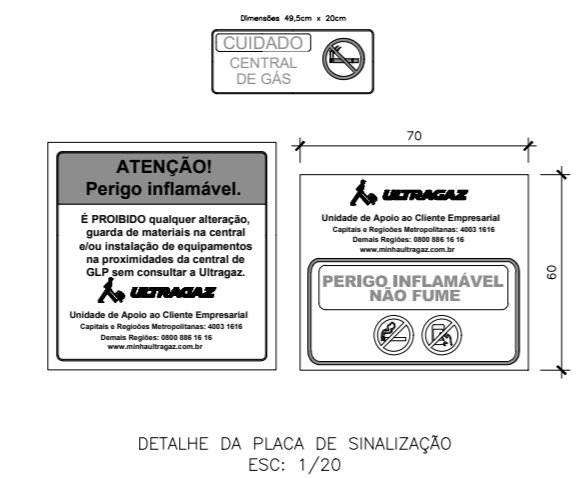 Dimensões 49,5cm x 20cm
CUIDADO
CENTRAL
DE GÁS
ATENÇÃO!
Perigo inflamável.
É PROIBIDO qualquer alteração,
guarda de materiais na central
e/ou instalação de equipamentos
na proximidades da central de
GLP sem consultar a Ultragaz.
ULTRAGAZ
Unidade de Apoio ao Cliente Empresarial
Capitais e Regioões Metropolitanas: 4003 1616
Demais Regiões: 0800 886 16 16
www.minhaultragaz.com.br
70
ULTRAGAZ
Unidade de Apoio ao Cliente Empresarial
Capitais e Regioões Metropolitanas: 4003 1616
Demais Regiões: 0800 886 16 16
www.minhaultragaz.com.br
PERIGO INFLAMÁVEL
NÃO FUME
60
DETALHE DA PLACA DE SINALIZAÇÃO
ESC: 1/20